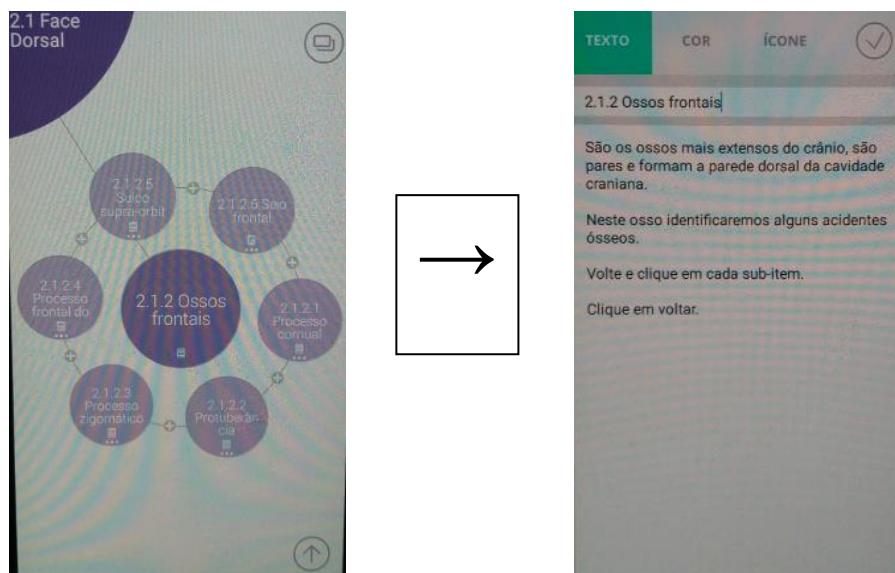 2.1 Face
Dorsal
2.1.2.5
Sulco
supra-orbit
2.1.2.6 Seio
frontal
2.1.2.4
Processo
frontal do
2.1.2 Ossos
frontais
2.1.2.1
Processo
cornual
2.1.2.3
Processo
zigomático
2.1.2.2
Protuberân
cia
→
TEXTO COR ÍCONE
2.1.2 Ossos frontais
São os ossos mais extensos do crânio, são
pares e formam a parede dorsal da cavidade
craniana.
Neste osso identificaremos alguns acidentes
ósseos.
Volte e clique em cada sub-item.
Clique em voltar.